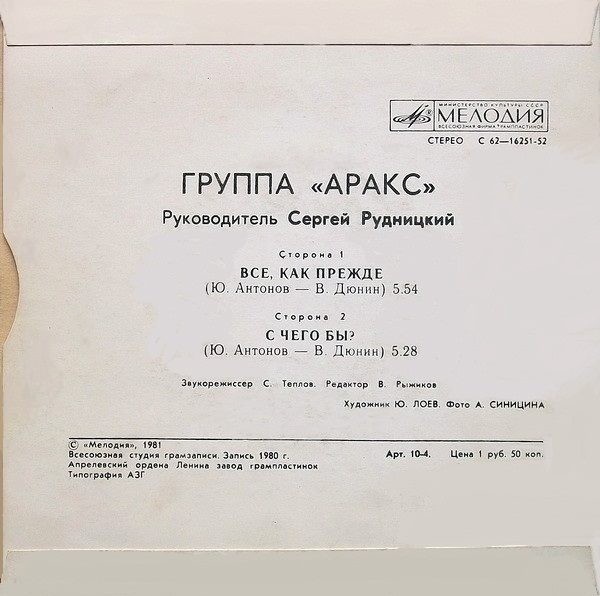 МИНИСТЕРСТВО КУЛЬТУРЫ СССР
МЕЛОДИЯ
ВСЕСОЮЗНАЯ ФИРМА ГРАМПЛАСТИНОК
СТЕРЕО С 62—16251-52
ГРУППА «АРАКС»
Руководитель Сергей Рудницкий
Сторона 1
ВСЕ, КАК ПРЕЖДЕ
(Ю. Антонов — В. Дюнин) 5.54
Сторона 2
С ЧЕГО БЫ?
(Ю. Антонов — В. Дюнин) 5.28
Звукорежиссер С. Теплов. Редактор В. Рыжиков
Художник Ю. ЛОЕВ. Фото А. СИНИЦИНА
© «Мелодия», 1981
Всесоюзная студия грамзаписи. Запись 1980 г. Арт. 10-4. Цена 1 руб. 50 коп.
Апрелевский ордена Ленина завод грампластинок
Типография АЗГ